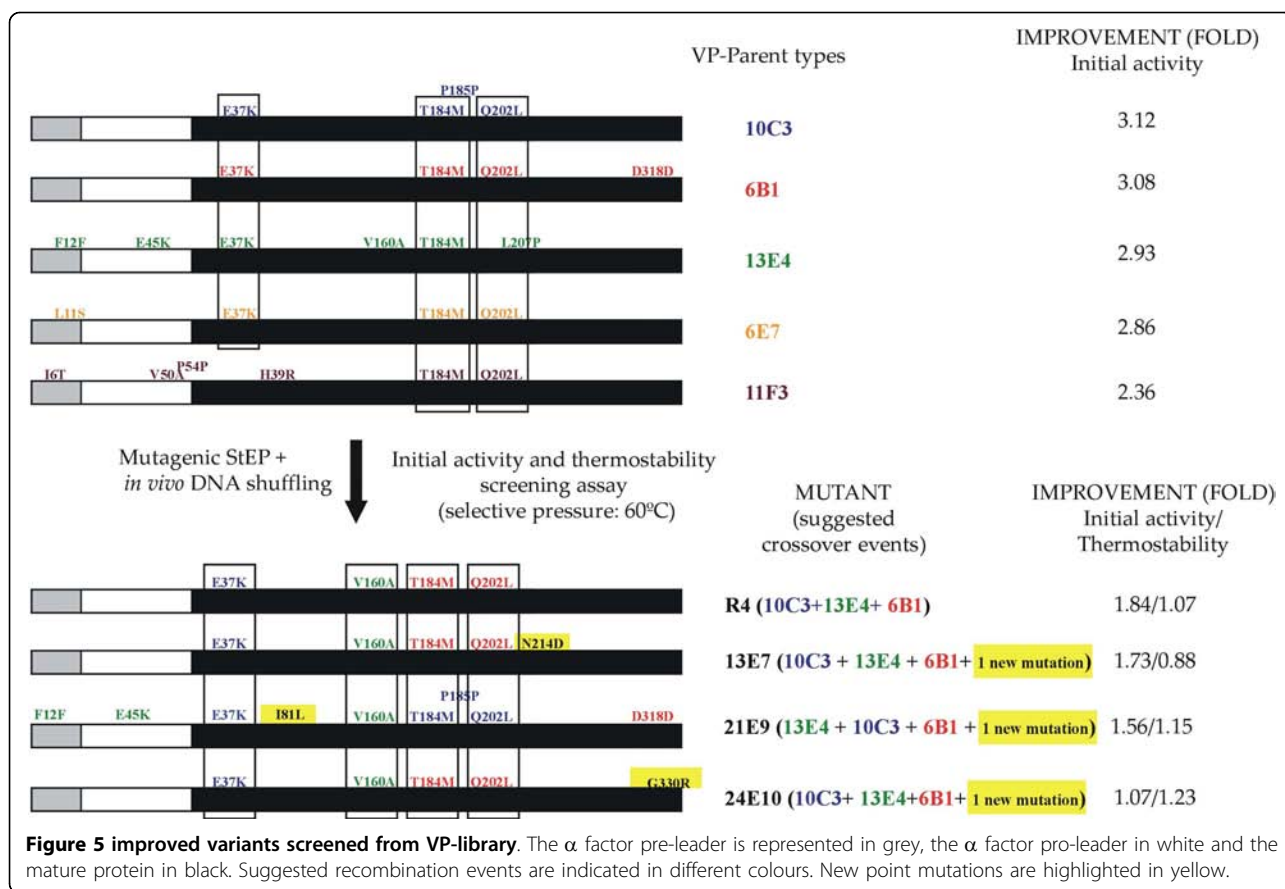 VP-Parent types
IMPROVEMENT (FOLD)
Initial activity
P185P
E37K T184M Q202L
10C3
3.12
E37K T184M Q202L D318D
6B1
3.08
F12F E45K E37K V160A T184M L207P
13E4
2.93
L11S E37K T184M Q202L
6E7
2.86
P54P
I6T V50A H39R T184M Q202L
11F3
2.36
Mutagenic StEP +
in vivo DNA shuffling
Initial activity and thermostability
screening assay
(selective pressure: 60ºC)
MUTANT
(suggested
crossover events)
IMPROVEMENT (FOLD)
Initial activity/
Thermostability
E37K V160A T184M Q202L
R4 (10C3+13E4+ 6B1)
1.84/1.07
E37K V160A T184M Q202L N214D
13E7 (10C3 + 13E4 + 6B1+ 1 new mutation)
1.73/0.88
P185P
F12F E45K E37K I81L V160A T184M Q202L D318D
21E9 (13E4 + 10C3 + 6B1 + 1 new mutation)
1.56/1.15
E37K V160A T184M Q202L G330R
24E10 (10C3+ 13E4+6B1+ 1 new mutation)
1.07/1.23
Figure 5 improved variants screened from VP-library. The α factor pre-leader is represented in grey, the α factor pro-leader in white and the
mature protein in black. Suggested recombination events are indicated in different colours. New point mutations are highlighted in yellow.